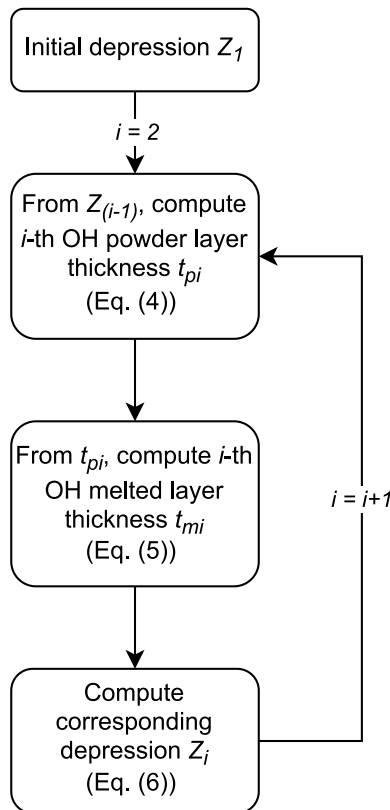 Initial depression Z1
i = 2
From Z(i-1), compute
i-th OH powder layer
thickness tpi
(Eq. (4))
From tpi, compute i-th
OH melted layer
thickness tmi
(Eq. (5))
i = i+1
Compute
corresponding
depression Zi
(Eq. (6))